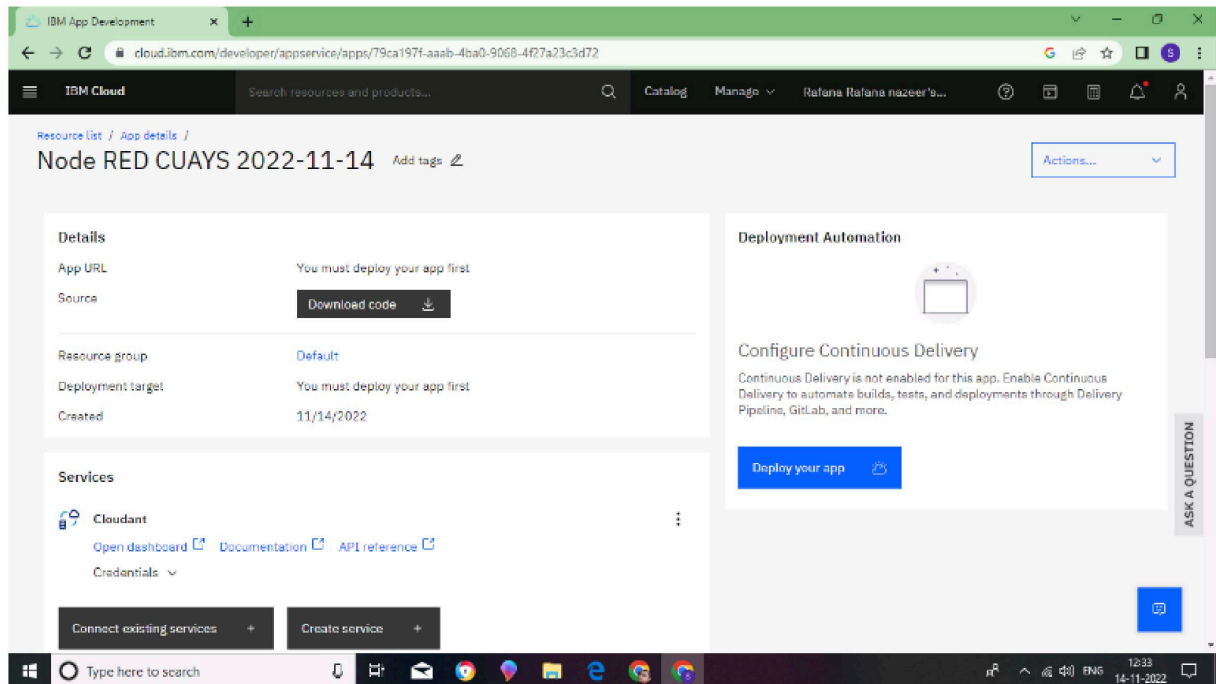 IBM App Development
cloud.ibm.com/developer/appservice/apps/79ca197f-aaab-4ba0-9068-4f27a23c3d72
G
S
IBM Cloud
Search resources and products...
Catalog
Manage
Rafana Rafana nazeer's...
Resource list / App details /
Node RED CUAYS 2022-11-14
Add tags
Actions...
Details
App URL
You must deploy your app first
Source
Download code
Resource group
Default
Deployment target
You must deploy your app first
Created
11/14/2022
Deployment Automation
Configure Continuous Delivery
Continuous Delivery is not enabled for this app. Enable Continuous
Delivery to automate builds, tests, and deployments through Delivery
Pipeline, GitLab, and more.
Deploy your app
ASK A QUESTION
Services
Cloudant
Open dashboard
Documentation
API reference
Credentials
Connect existing services +
Create service +
Type here to search
ENG
12:33
14-11-2022